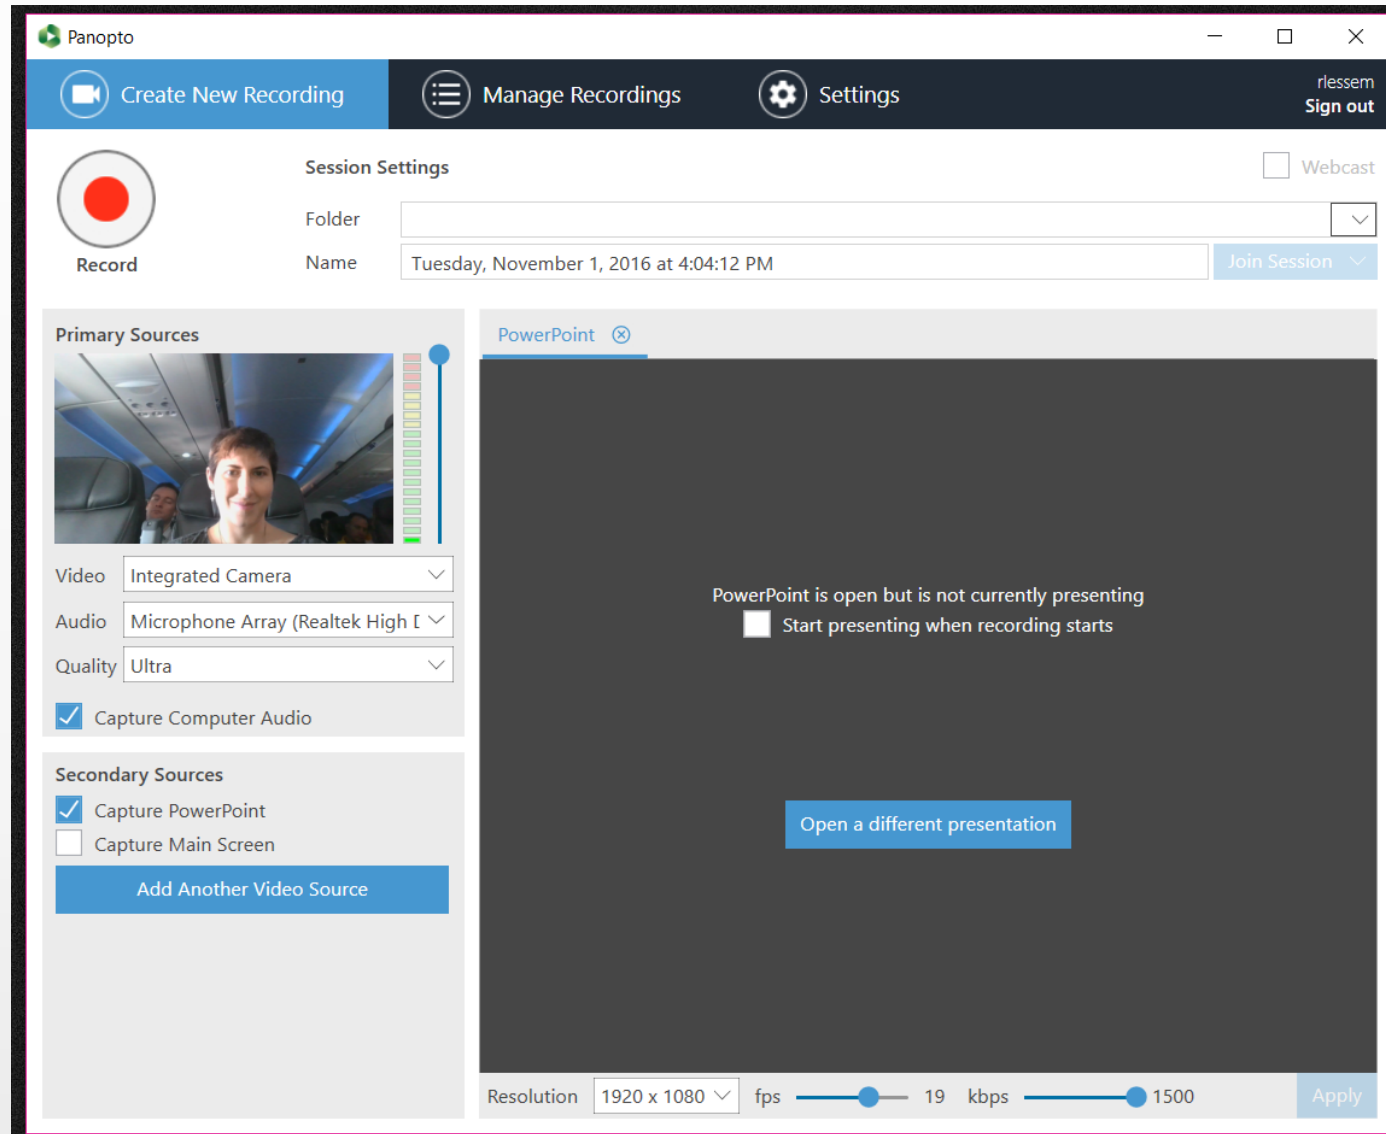 Panopto
Create New Recording
Manage Recordings
Settings
rlessem
Sign out
Record
Session Settings
Webcast
Folder
Name
Tuesday, November 1, 2016 at 4:04:12 PM
Join Session
Primary Sources
Video Integrated Camera
Audio Microphone Array (Realtek High D
Quality Ultra
Capture Computer Audio
Secondary Sources
Capture PowerPoint
Capture Main Screen
Add Another Video Source
PowerPoint
PowerPoint is open but is not currently presenting
Start presenting when recording starts
Open a different presentation
Resolution 1920 x 1080 fps 19 kbps 1500 Apply